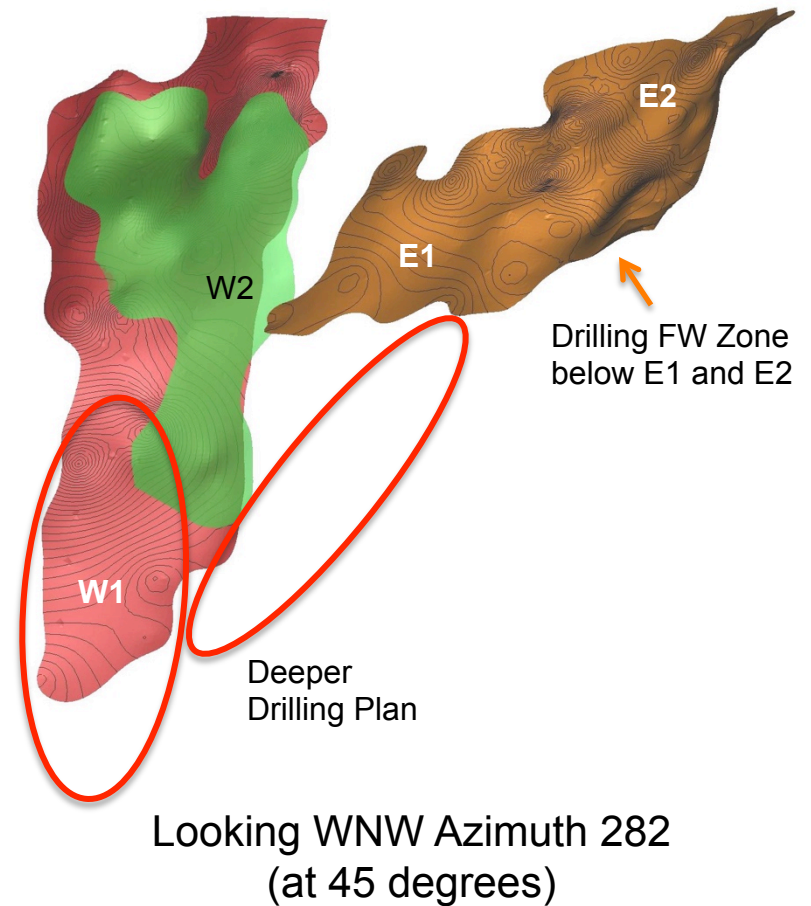 E2
E1
W2
Drilling FW Zone
below E1 and E2
W1
Deeper
Drilling Plan
Looking WNW Azimuth 282
(at 45 degrees)